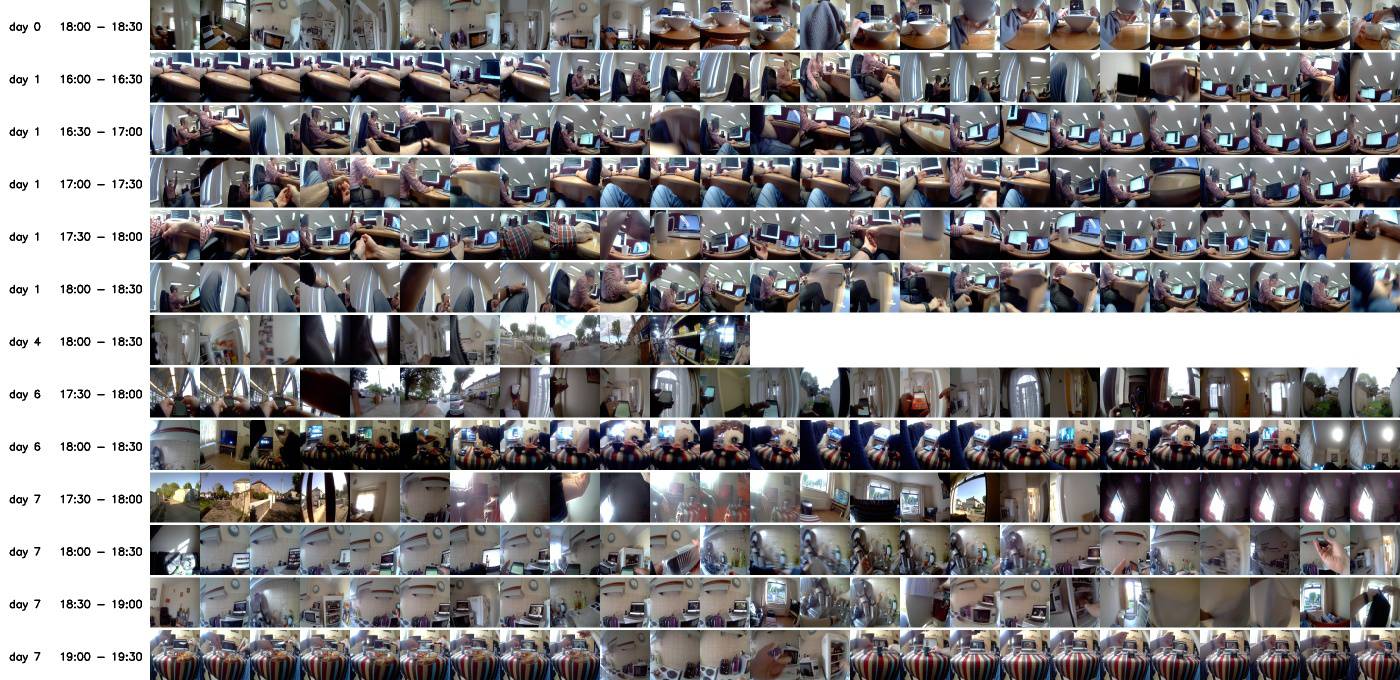 day 0 18:00 – 18:30
day 1 16:00 – 16:30
day 1 16:30 – 17:00
day 1 17:00 – 17:30
day 1 17:30 – 18:00
day 1 18:00 – 18:30
day 4 18:00 – 18:30
day 6 17:30 – 18:00
day 6 18:00 – 18:30
day 7 17:30 – 18:00
day 7 18:00 – 18:30
day 7 18:30 – 19:00
day 7 19:00 – 19:30